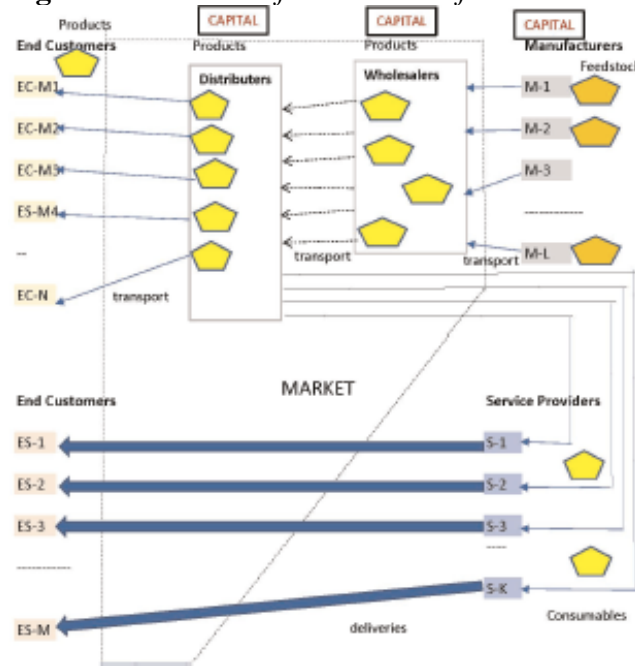 Products
CAPITAL
CAPITAL
CAPITAL
End Customers
Products
Products
Manufacturers
Distributers
Wholesalers
Feedstock
EC-M1
M-1
EC-M2
M-2
EC-M3
M-3
ES-M4
--
M-L
transport
transport
EC-N
transport
MARKET
End Customers
Service Providers
ES-1
S-1
ES-2
S-2
ES-3
S-3
S-K
Consumables
ES-M
deliveries